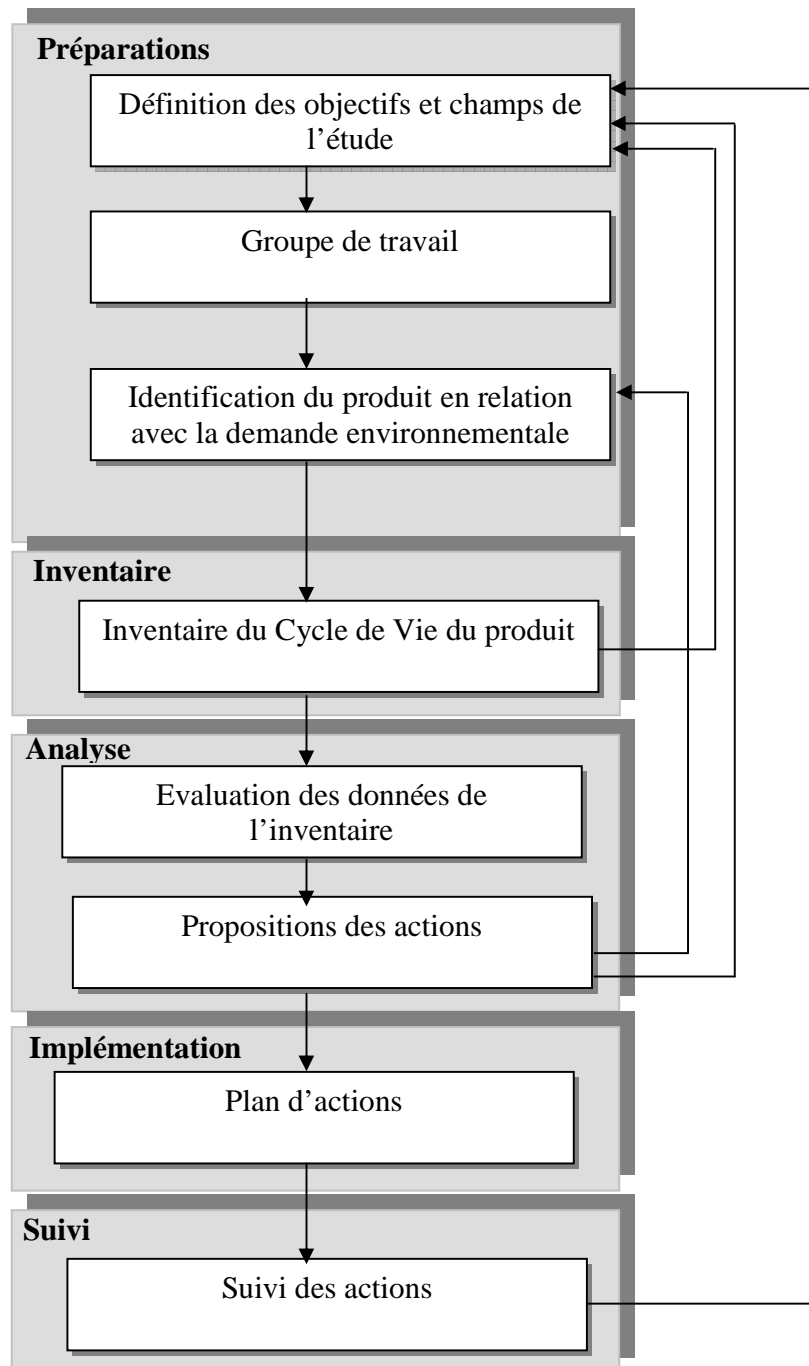 Préparations
Définition des objectifs et champs de
l’étude
Groupe de travail
Identification du produit en relation
avec la demande environnementale
Inventaire
Inventaire du Cycle de Vie du produit
Analyse
Evaluation des données de
l’inventaire
Propositions des actions
Implémentation
Plan d’actions
Suivi
Suivi des actions